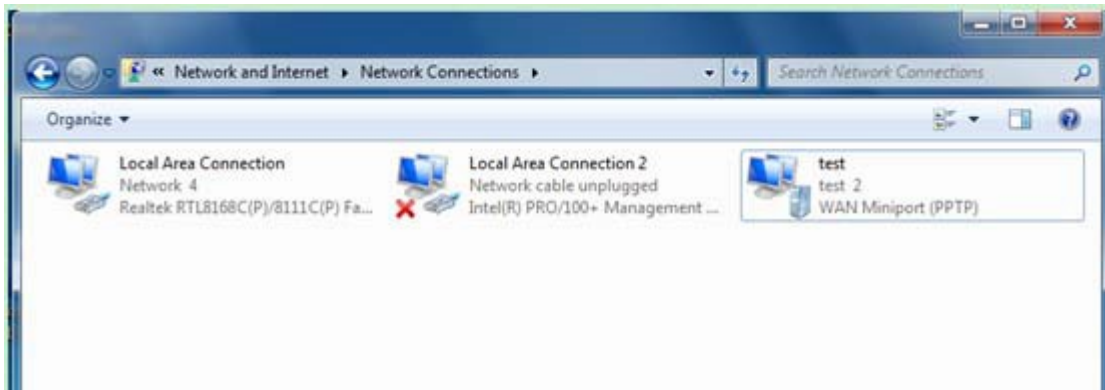 « Network and Internet ▸ Network Connections ▸
Search Network Connections
Organize ▾
Local Area Connection
Network 4
Realtek RTL8168C(P)/8111C(P) Fa...
Local Area Connection 2
Network cable unplugged
Intel(R) PRO/100+ Management ...
test
test 2
WAN Miniport (PPTP)